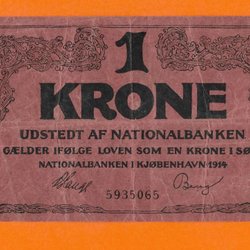 1
KRONE
UDSTEDT AF NATIONALBANKEN
GÆLDER IFØLGE LOVEN SOM EN KRONE I SØ
NATIONALBANKEN I KJØBENHAVN 1914
5935065